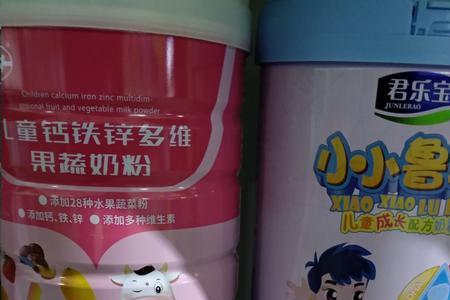 Children calcium iron zinc multidim-
ensional fruit and vegetable milk powder
儿童钙铁锌多维
果蔬奶粉
添加28种水果蔬菜粉
添加钙、铁、锌
添加多种维生素
君乐宝
JUNLEBAO
小小鲁
XIAO XIAO LU
儿童成长配方奶